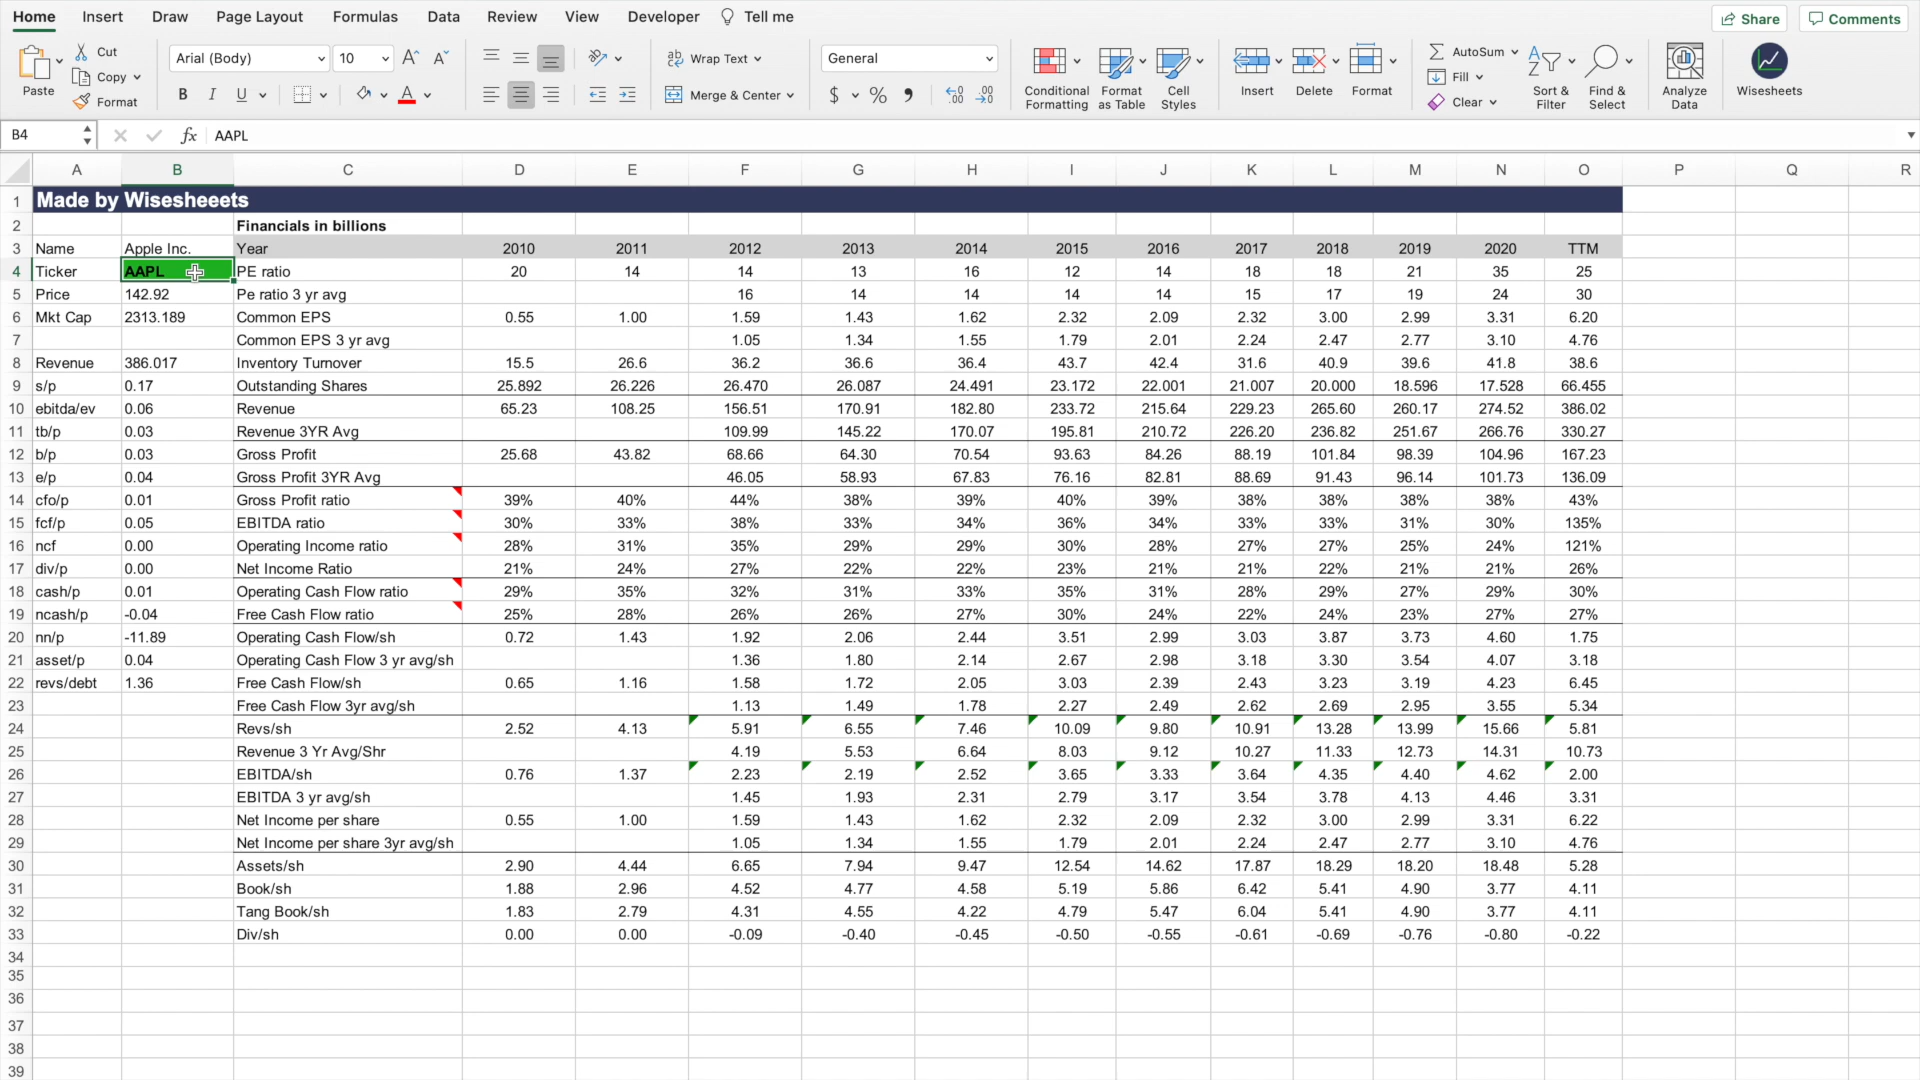 Home Insert Draw Page Layout Formulas Data Review View Developer Tell me Share Comments
Paste Cut Copy Format
Arial (Body) 10 A A B I U A
ab Wrap Text Merge & Center
General $ % 9
Conditional Formatting Format as Table Cell Styles Insert Delete Format
AutoSum Fill Clear Sort & Filter Find & Select Analyze Data Wisesheets
B4 fx AAPL
A B C D E F G H I J K L M N O P Q R
1 Made by Wisesheeets
2 Financials in billions
3 Name Apple Inc. Year 2010 2011 2012 2013 2014 2015 2016 2017 2018 2019 2020 TTM
4 Ticker AAPL PE ratio 20 14 14 13 16 12 14 18 18 21 35 25
5 Price 142.92 Pe ratio 3 yr avg 16 14 14 14 14 15 17 19 24 30
6 Mkt Cap 2313.189 Common EPS 0.55 1.00 1.59 1.43 1.62 2.32 2.09 2.32 3.00 2.99 3.31 6.20
7 Common EPS 3 yr avg 1.05 1.34 1.55 1.79 2.01 2.24 2.47 2.77 3.10 4.76
8 Revenue 386.017 Inventory Turnover 15.5 26.6 36.2 36.6 36.4 43.7 42.4 31.6 40.9 39.6 41.8 38.6
9 s/p 0.17 Outstanding Shares 25.892 26.226 26.470 26.087 24.491 23.172 22.001 21.007 20.000 18.596 17.528 66.455
10 ebitda/ev 0.06 Revenue 65.23 108.25 156.51 170.91 182.80 233.72 215.64 229.23 265.60 260.17 274.52 386.02
11 tb/p 0.03 Revenue 3YR Avg 109.99 145.22 170.07 195.81 210.72 226.20 236.82 251.67 266.76 330.27
12 b/p 0.03 Gross Profit 25.68 43.82 68.66 64.30 70.54 93.63 84.26 88.19 101.84 98.39 104.96 167.23
13 e/p 0.04 Gross Profit 3YR Avg 46.05 58.93 67.83 76.16 82.81 88.69 91.43 96.14 101.73 136.09
14 cfo/p 0.01 Gross Profit ratio 39% 40% 44% 38% 39% 40% 39% 38% 38% 38% 38% 43%
15 fcf/p 0.05 EBITDA ratio 30% 33% 38% 33% 34% 36% 34% 33% 33% 31% 30% 135%
16 ncf 0.00 Operating Income ratio 28% 31% 35% 29% 29% 30% 28% 27% 27% 25% 24% 121%
17 div/p 0.00 Net Income Ratio 21% 24% 27% 22% 22% 23% 21% 21% 22% 21% 21% 26%
18 cash/p 0.01 Operating Cash Flow ratio 29% 35% 32% 31% 33% 35% 31% 28% 29% 27% 29% 30%
19 ncash/p -0.04 Free Cash Flow ratio 25% 28% 26% 26% 27% 30% 24% 22% 24% 23% 27% 27%
20 nn/p -11.89 Operating Cash Flow/sh 0.72 1.43 1.92 2.06 2.44 3.51 2.99 3.03 3.87 3.73 4.60 1.75
21 asset/p 0.04 Operating Cash Flow 3 yr avg/sh 1.36 1.80 2.14 2.67 2.98 3.18 3.30 3.54 4.07 3.18
22 revs/debt 1.36 Free Cash Flow/sh 0.65 1.16 1.58 1.72 2.05 3.03 2.39 2.43 3.23 3.19 4.23 6.45
23 Free Cash Flow 3yr avg/sh 1.13 1.49 1.78 2.27 2.49 2.62 2.69 2.95 3.55 5.34
24 Revs/sh 2.52 4.13 5.91 6.55 7.46 10.09 9.80 10.91 13.28 13.99 15.66 5.81
25 Revenue 3 Yr Avg/Shr 4.19 5.53 6.64 8.03 9.12 10.27 11.33 12.73 14.31 10.73
26 EBITDA/sh 0.76 1.37 2.23 2.19 2.52 3.65 3.33 3.64 4.35 4.40 4.62 2.00
27 EBITDA 3 yr avg/sh 1.45 1.93 2.31 2.79 3.17 3.54 3.78 4.13 4.46 3.31
28 Net Income per share 0.55 1.00 1.59 1.43 1.62 2.32 2.09 2.32 3.00 2.99 3.31 6.22
29 Net Income per share 3yr avg/sh 1.05 1.34 1.55 1.79 2.01 2.24 2.47 2.77 3.10 4.76
30 Assets/sh 2.90 4.44 6.65 7.94 9.47 12.54 14.62 17.87 18.29 18.20 18.48 5.28
31 Book/sh 1.88 2.96 4.52 4.77 4.58 5.19 5.86 6.42 5.41 4.90 3.77 4.11
32 Tang Book/sh 1.83 2.79 4.31 4.55 4.22 4.79 5.47 6.04 5.41 4.90 3.77 4.11
33 Div/sh 0.00 0.00 -0.09 -0.40 -0.45 -0.50 -0.55 -0.61 -0.69 -0.76 -0.80 -0.22
34
35
36
37
38
39